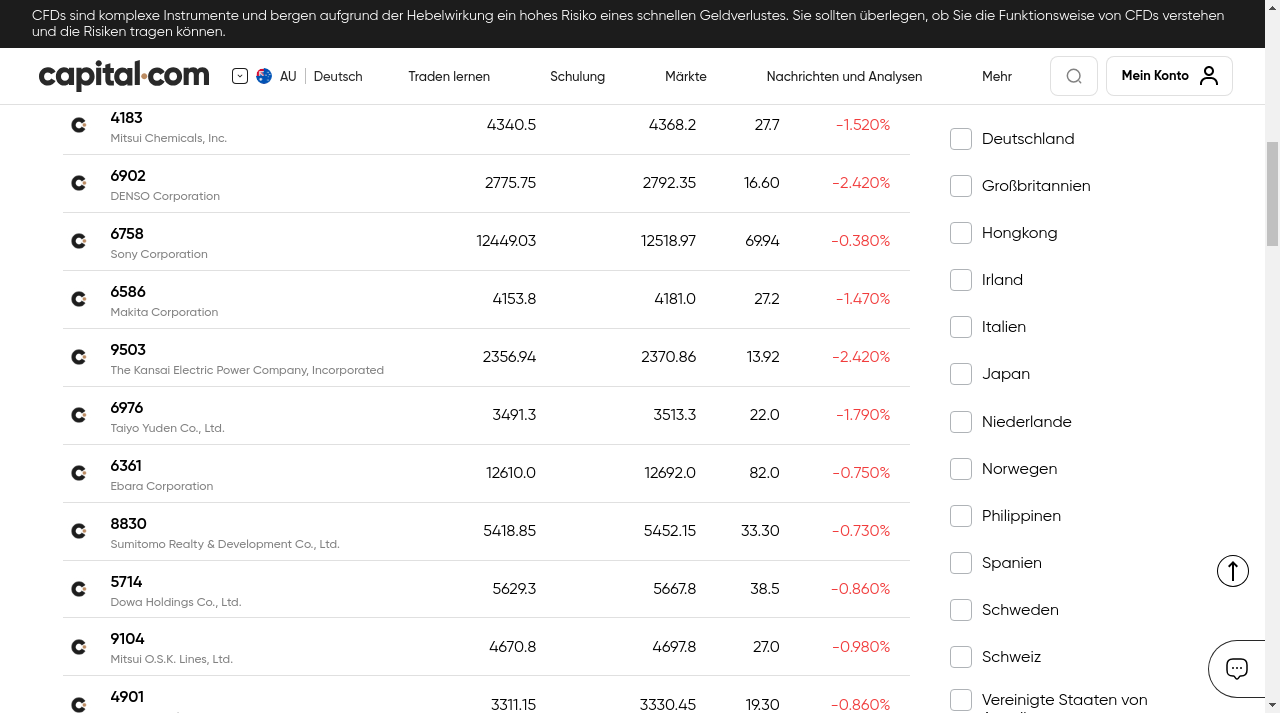 CFDs sind komplexe Instrumente und bergen aufgrund der Hebelwirkung ein hohes Risiko eines schnellen Geldverlustes. Sie sollten überlegen, ob Sie die Funktionsweise von CFDs verstehen
und die Risiken tragen können.
capital.com AU Deutsch Traden lernen Schulung Märkte Nachrichten und Analysen Mehr Mein Konto
4183 4340.5 4368.2 27.7 -1.520%
Mitsui Chemicals, Inc.
6902 2775.75 2792.35 16.60 -2.420%
DENSO Corporation
6758 12449.03 12518.97 69.94 -0.380%
Sony Corporation
6586 4153.8 4181.0 27.2 -1.470%
Makita Corporation
9503 2356.94 2370.86 13.92 -2.420%
The Kansai Electric Power Company, Incorporated
6976 3491.3 3513.3 22.0 -1.790%
Taiyo Yuden Co., Ltd.
6361 12610.0 12692.0 82.0 -0.750%
Ebara Corporation
8830 5418.85 5452.15 33.30 -0.730%
Sumitomo Realty & Development Co., Ltd.
5714 5629.3 5667.8 38.5 -0.860%
Dowa Holdings Co., Ltd.
9104 4670.8 4697.8 27.0 -0.980%
Mitsui O.S.K. Lines, Ltd.
4901 3311.15 3330.45 19.30 -0.860%
Deutschland
Großbritannien
Hongkong
Irland
Italien
Japan
Niederlande
Norwegen
Philippinen
Spanien
Schweden
Schweiz
Vereinigte Staaten von